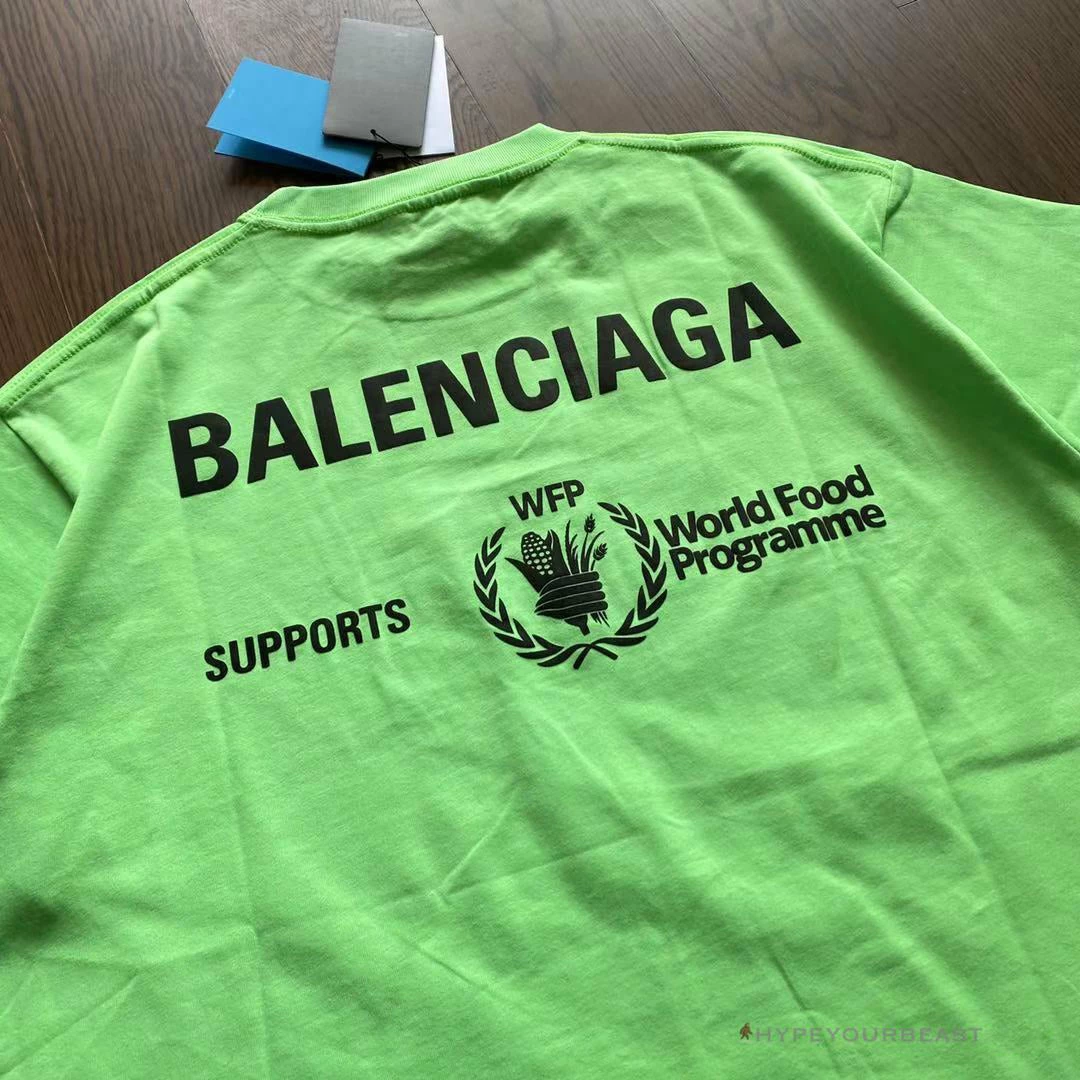 BALENCIAGA
WFP
World Food
Programme
SUPPORTS
HYPEYOURBEAST